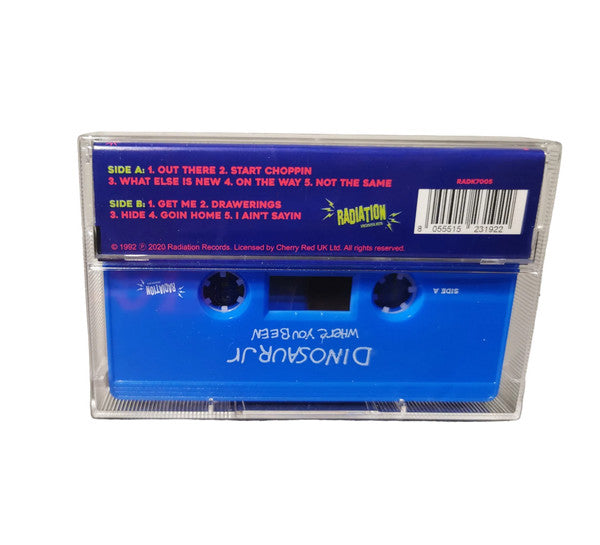 SIDE A: 1. OUT THERE 2. START CHOPPIN
3. WHAT ELSE IS NEW 4. ON THE WAY 5. NOT THE SAME
SIDE B: 1. GET ME 2. DRAWERINGS
3. HIDE 4. GOIN HOME 5. I AIN'T SAYIN
© 1992 ℗ 2020 Radiation Records. Licensed by Cherry Red UK Ltd. All rights reserved.
RADIATION
RADK7005
8 055515 231922
RADIATION
SIDE A
DINOSAUR JR
WHERE YOU BEEN